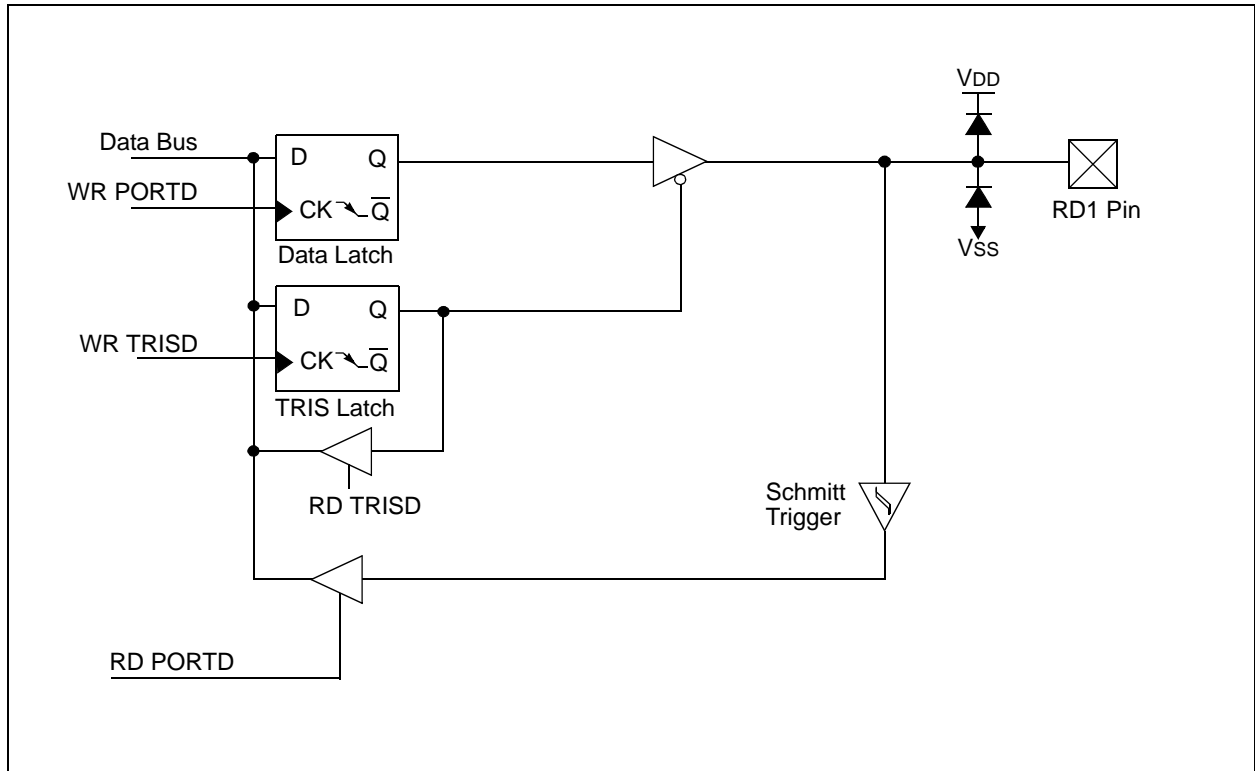 VDD
Data Bus
D Q
WR PORTD
CK Q̅
RD1 Pin
Data Latch
VSS
D Q
WR TRISD
CK Q̅
TRIS Latch
Schmitt
Trigger
RD TRISD
RD PORTD